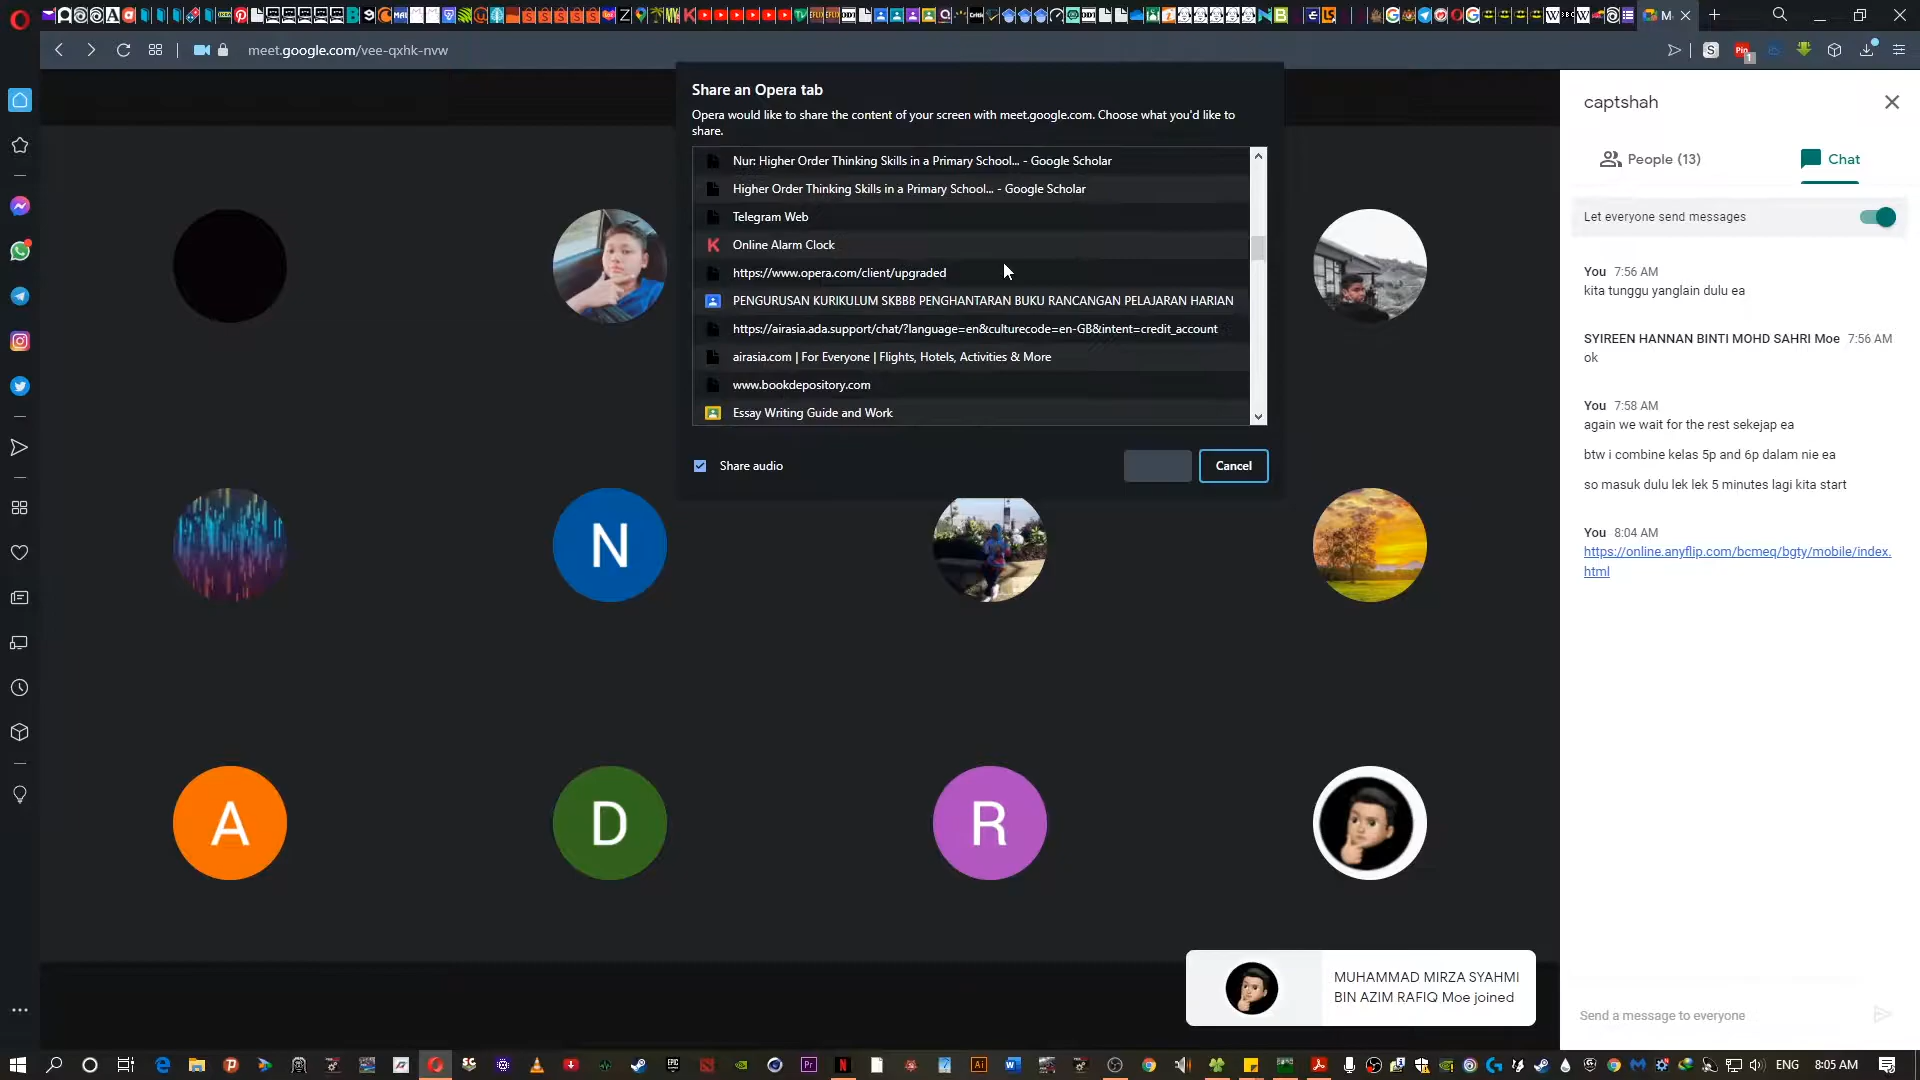 M
meet.google.com/vee-qxhk-nvw
Pin
1
Share an Opera tab
Opera would like to share the content of your screen with meet.google.com. Choose what you'd like to
share.
Nur: Higher Order Thinking Skills in a Primary School... - Google Scholar
Higher Order Thinking Skills in a Primary School... - Google Scholar
Telegram Web
K Online Alarm Clock
https://www.opera.com/client/upgraded
PENGURUSAN KURIKULUM SKBBB PENGHANTARAN BUKU RANCANGAN PELAJARAN HARIAN
https://airasia.ada.support/chat/?language=en&culturecode=en-GB&intent=credit_account
airasia.com | For Everyone | Flights, Hotels, Activities & More
www.bookdepository.com
Essay Writing Guide and Work
Share audio
Cancel
N
A
D
R
captshah
People (13)
Chat
Let everyone send messages
You 7:56 AM
kita tunggu yanglain dulu ea
SYIREEN HANNAN BINTI MOHD SAHRI Moe 7:56 AM
ok
You 7:58 AM
again we wait for the rest sekejap ea
btw i combine kelas 5p and 6p dalam nie ea
so masuk dulu lek lek 5 minutes lagi kita start
You 8:04 AM
https://online.anyflip.com/bcmeq/bgty/mobile/index.
html
MUHAMMAD MIRZA SYAHMI
BIN AZIM RAFIQ Moe joined
Send a message to everyone
ENG
8:05 AM